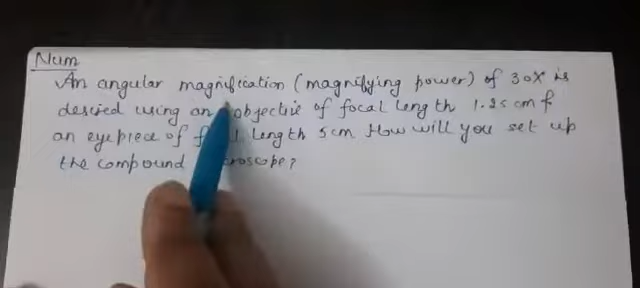 Num
An angular magnification (magnifying power) of 30X is
desired using an objective of focal length 1.25 cm &
an eyepiece of length 5cm How will you set up
the compound ?